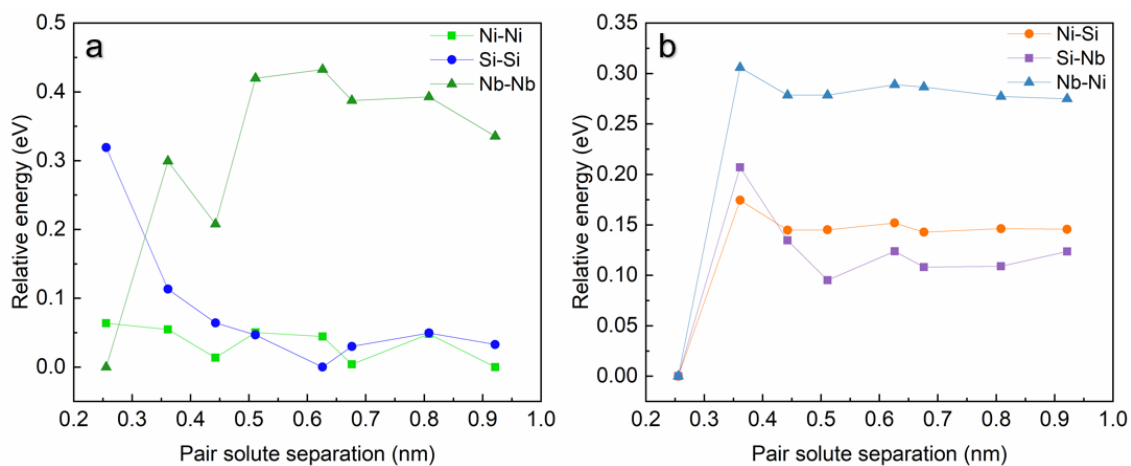 a
Ni-Ni
Si-Si
Nb-Nb
Relative energy (eV)
0.5
0.4
0.3
0.2
0.1
0.0
0.2 0.3 0.4 0.5 0.6 0.7 0.8 0.9 1.0
Pair solute separation (nm)
b
Ni-Si
Si-Nb
Nb-Ni
Relative energy (eV)
0.35
0.30
0.25
0.20
0.15
0.10
0.05
0.00
0.2 0.3 0.4 0.5 0.6 0.7 0.8 0.9 1.0
Pair solute separation (nm)